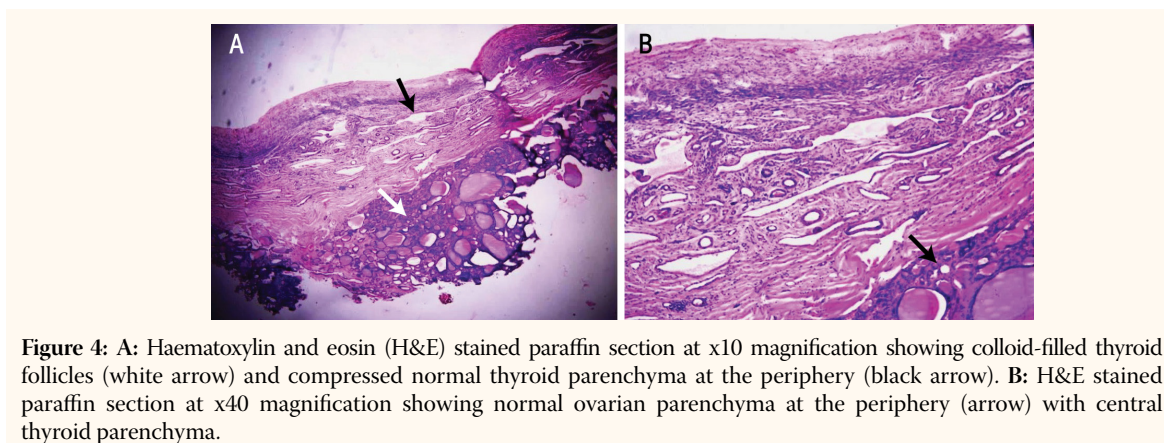 A
B
Figure 4: A: Haematoxylin and eosin (H&E) stained paraffin section at x10 magnification showing colloid-filled thyroid
follicles (white arrow) and compressed normal thyroid parenchyma at the periphery (black arrow). B: H&E stained
paraffin section at x40 magnification showing normal ovarian parenchyma at the periphery (arrow) with central
thyroid parenchyma.